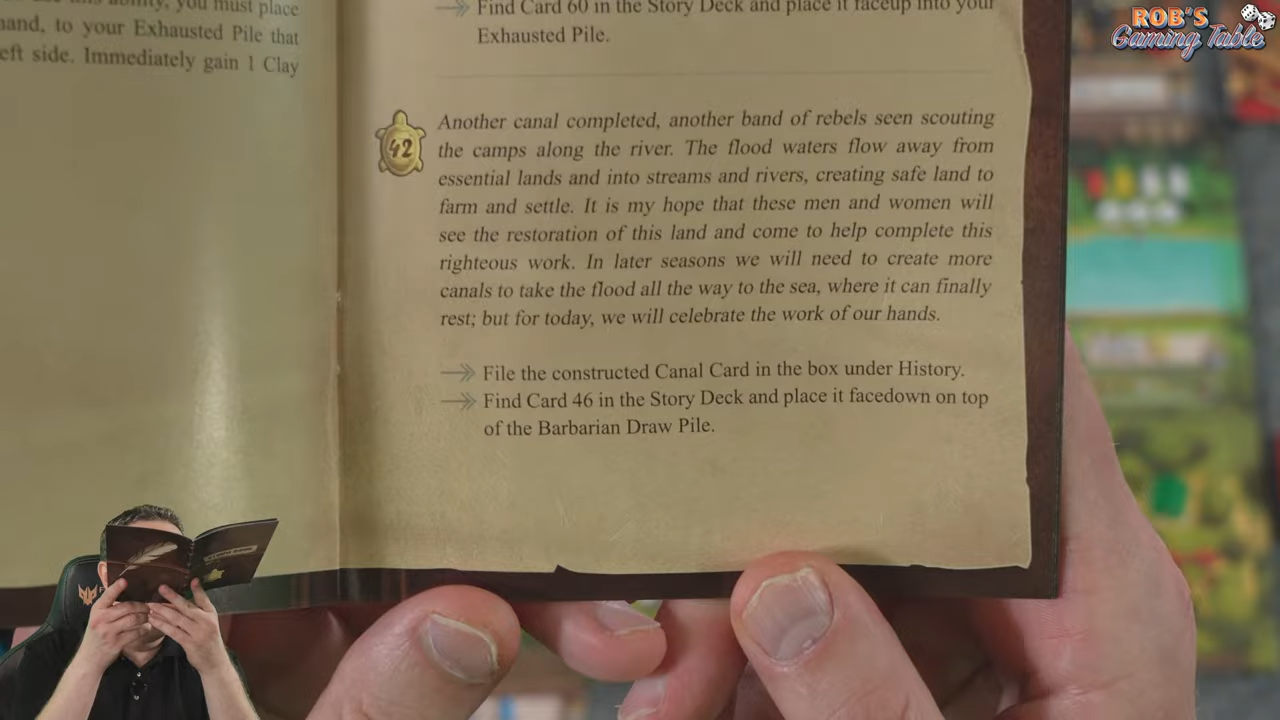 ability, you must place
hand, to your Exhausted Pile that
left side. Immediately gain 1 Clay
Find Card 60 in the Story Deck and place it faceup into your
Exhausted Pile.
42
Another canal completed, another band of rebels seen scouting
the camps along the river. The flood waters flow away from
essential lands and into streams and rivers, creating safe land to
farm and settle. It is my hope that these men and women will
see the restoration of this land and come to help complete this
righteous work. In later seasons we will need to create more
canals to take the flood all the way to the sea, where it can finally
rest; but for today, we will celebrate the work of our hands.
File the constructed Canal Card in the box under History.
Find Card 46 in the Story Deck and place it facedown on top
of the Barbarian Draw Pile.
ROB'S
Gaming Table